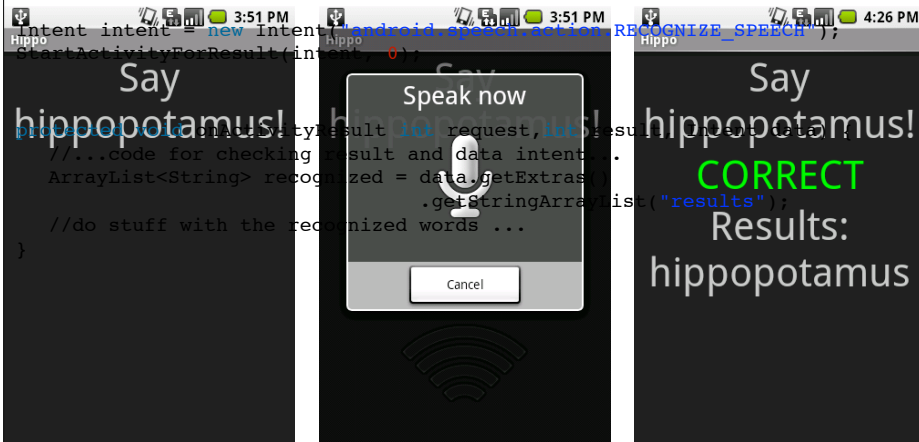 3:51 PM
Hippo
Say
hippopotamus!
3:51 PM
Hippo
Say
hippopotamus!
Speak now
Cancel
4:26 PM
Hippo
Say
hippopotamus!
CORRECT
Results:
hippopotamus
Intent intent = new Intent("android.speech.action.RECOGNIZE_SPEECH");
StartActivityForResult(intent, 0);
protected void onActivityResult int request, int result, Intent data) {
//...code for checking result and data intent...
ArrayList<String> recognized = data.getExtras()
.getStringArrayList("results");
//do stuff with the recognized words ...
}